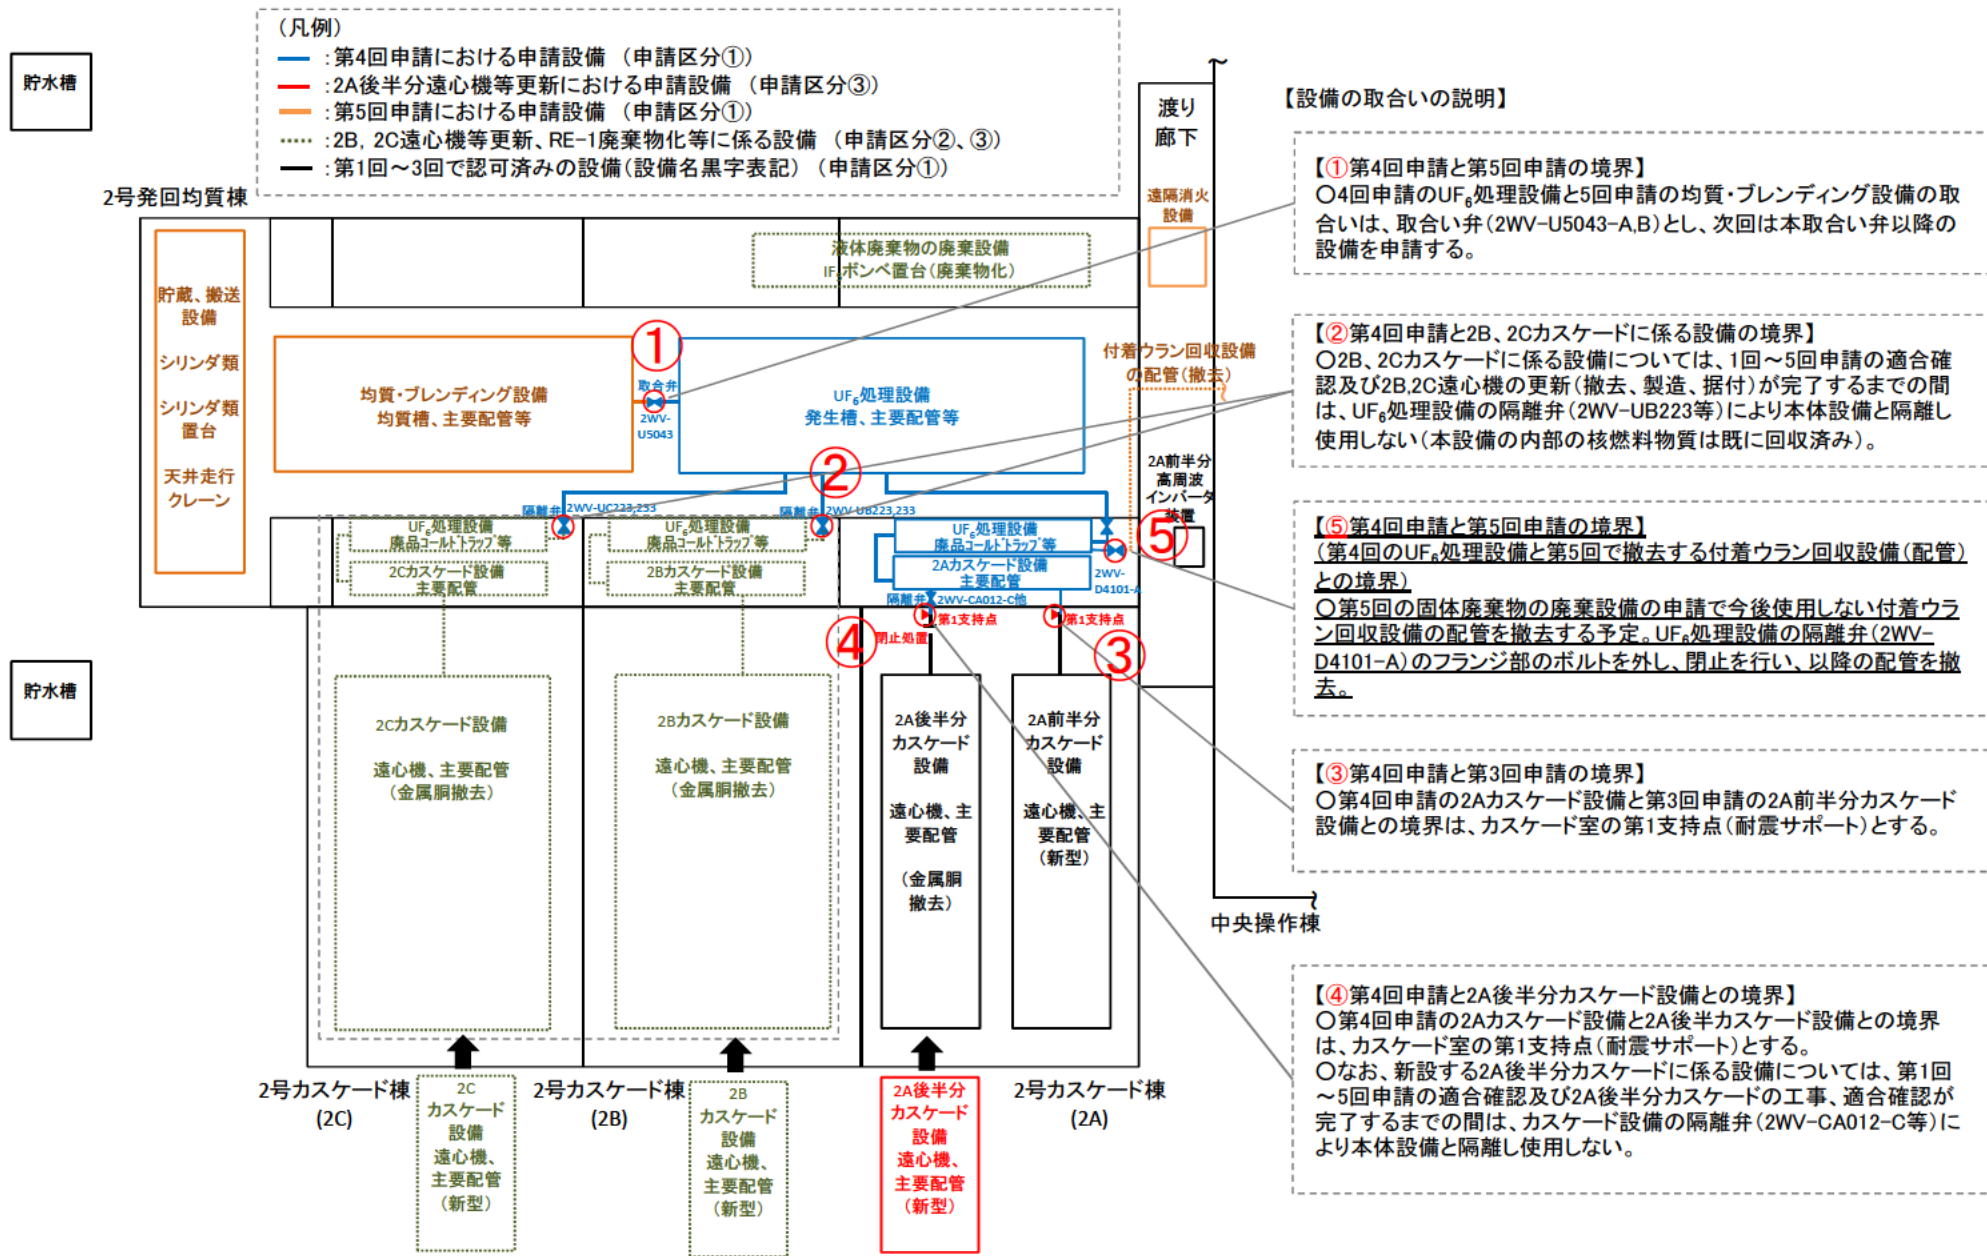 (凡例)
：第4回申請における申請設備 （申請区分①）
：2A後半分遠心機等更新における申請設備 （申請区分③）
：第5回申請における申請設備 （申請区分①）
：2B, 2C遠心機等更新、RE-1廃棄物化等に係る設備 （申請区分②、③）
：第1回～3回で認可済みの設備(設備名黒字表記) （申請区分①）
貯水槽
貯水槽
2号発回均質棟
貯蔵、搬送
設備
シリンダ類
シリンダ類
置台
天井走行
クレーン
液体廃棄物の廃棄設備
IF₇ボンベ置台(廃棄物化)
均質・ブレンディング設備
均質槽、主要配管等
①
取合弁
2WV-
U5043
UF₆処理設備
発生槽、主要配管等
②
渡り
廊下
遠隔消火
設備
付着ウラン回収設備
の配管(撤去)
2A前半分
高周波
インバータ
装置
⑤
隔離弁
2WV-UC223,233
隔離弁
2WV-UB223,233
UF₆処理設備
廃品コールドトラップ等
2Cカスケード設備
主要配管
UF₆処理設備
廃品コールドトラップ等
2Bカスケード設備
主要配管
UF₆処理設備
廃品コールドトラップ等
2Aカスケード設備
主要配管
2WV-
D4101-A
隔離弁
2WV-CA012-C他
第1支持点
第1支持点
閉止処置
④
③
2Cカスケード設備
遠心機、主要配管
(金属胴撤去)
2Bカスケード設備
遠心機、主要配管
(金属胴撤去)
2A後半分
カスケード
設備
遠心機、主
要配管
(金属胴
撤去)
2A前半分
カスケード
設備
遠心機、主
要配管
(新型)
中央操作棟
2号カスケード棟
(2C)
2C
カスケード
設備
遠心機、
主要配管
(新型)
2号カスケード棟
(2B)
2B
カスケード
設備
遠心機、
主要配管
(新型)
2A後半分
カスケード
設備
遠心機、
主要配管
(新型)
2号カスケード棟
(2A)
【設備の取合いの説明】
【①第4回申請と第5回申請の境界】
〇4回申請のUF₆処理設備と5回申請の均質・ブレンディング設備の取
合いは、取合い弁(2WV-U5043-A,B)とし、次回は本取合い弁以降の
設備を申請する。
【②第4回申請と2B、2Cカスケードに係る設備の境界】
〇2B、2Cカスケードに係る設備については、1回～5回申請の適合確
認及び2B,2C遠心機の更新(撤去、製造、据付)が完了するまでの間
は、UF₆処理設備の隔離弁(2WV-UB223等)により本体設備と隔離し
使用しない(本設備の内部の核燃料物質は既に回収済み)。
【⑤第4回申請と第5回申請の境界】
(第4回のUF₆処理設備と第5回で撤去する付着ウラン回収設備(配管)
との境界)
〇第5回の固体廃棄物の廃棄設備の申請で今後使用しない付着ウラ
ン回収設備の配管を撤去する予定。UF₆処理設備の隔離弁(2WV-
D4101-A)のフランジ部のボルトを外し、閉止を行い、以降の配管を撤
去。
【③第4回申請と第3回申請の境界】
〇第4回申請の2Aカスケード設備と第3回申請の2A前半分カスケード
設備との境界は、カスケード室の第1支持点(耐震サポート)とする。
【④第4回申請と2A後半分カスケード設備との境界】
〇第4回申請の2Aカスケード設備と2A後半カスケード設備との境界
は、カスケード室の第1支持点(耐震サポート)とする。
〇なお、新設する2A後半分カスケードに係る設備については、第1回
～5回申請の適合確認及び2A後半分カスケードの工事、適合確認が
完了するまでの間は、カスケード設備の隔離弁(2WV-CA012-C等)に
より本体設備と隔離し使用しない。